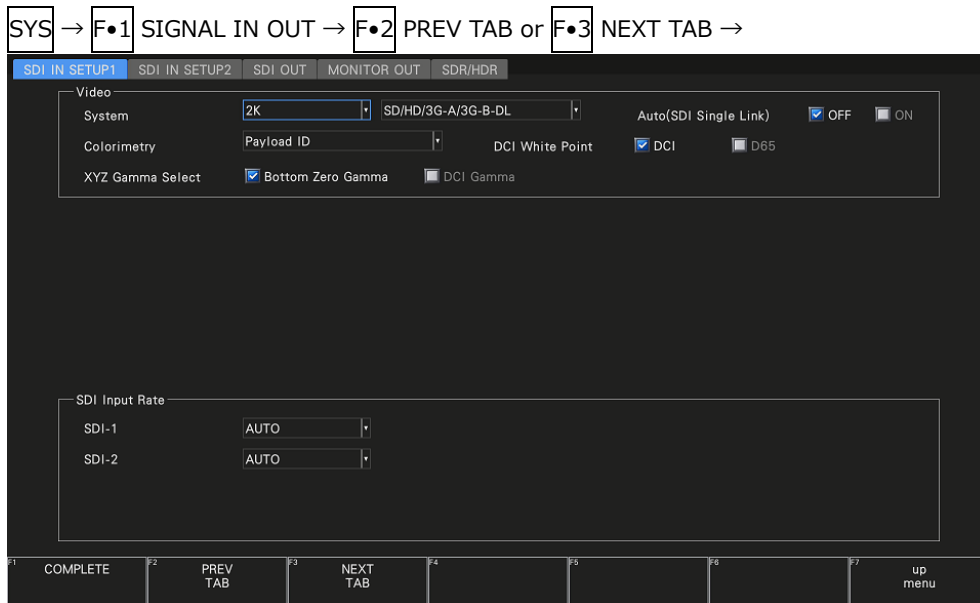 SYS → F•1 SIGNAL IN OUT → F•2 PREV TAB or F•3 NEXT TAB →
SDI IN SETUP1 SDI IN SETUP2 SDI OUT MONITOR OUT SDR/HDR
Video
System 2K SD/HD/3G-A/3G-B-DL Auto(SDI Single Link) OFF ON
Colorimetry Payload ID DCI White Point DCI D65
XYZ Gamma Select Bottom Zero Gamma DCI Gamma
SDI Input Rate
SDI-1 AUTO
SDI-2 AUTO
F1 COMPLETE F2 PREV TAB F3 NEXT TAB F4 F5 F6 F7 up menu